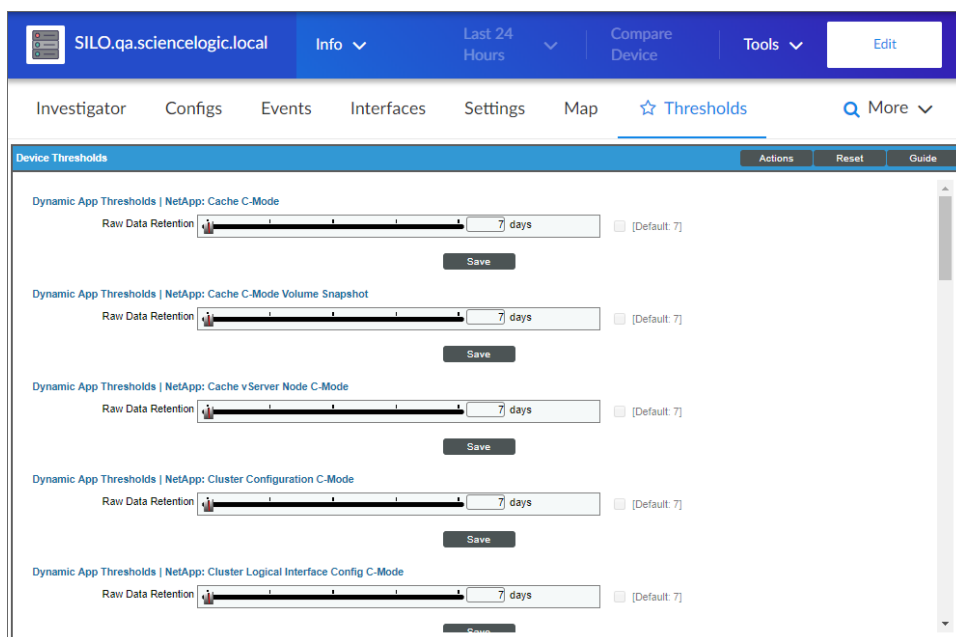 SILO.qa.sciencelogic.local Info Last 24 Hours Compare Device Tools Edit
Investigator Configs Events Interfaces Settings Map Thresholds More
Device Thresholds Actions Reset Guide
Dynamic App Thresholds | NetApp: Cache C-Mode
Raw Data Retention 7 days [Default: 7]
Save
Dynamic App Thresholds | NetApp: Cache C-Mode Volume Snapshot
Raw Data Retention 7 days [Default: 7]
Save
Dynamic App Thresholds | NetApp: Cache vServer Node C-Mode
Raw Data Retention 7 days [Default: 7]
Save
Dynamic App Thresholds | NetApp: Cluster Configuration C-Mode
Raw Data Retention 7 days [Default: 7]
Save
Dynamic App Thresholds | NetApp: Cluster Logical Interface Config C-Mode
Raw Data Retention 7 days [Default: 7]
Save